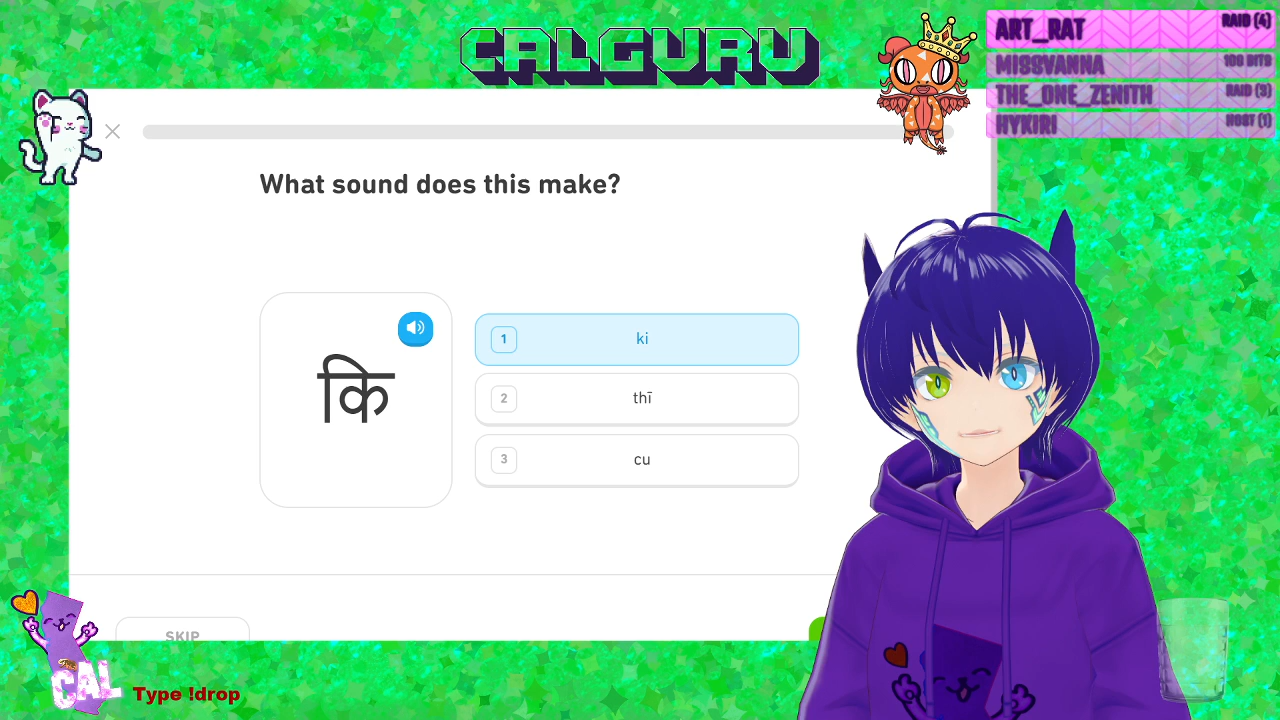 CALGURU
ART_RAT RAID (4)
MISSVANNA 100 BITS
THE_ONE_ZENITH RAID (3)
HYKIRI HOST (1)
What sound does this make?
कि
1 ki
2 thī
3 cu
SKIP
CAL
Type !drop